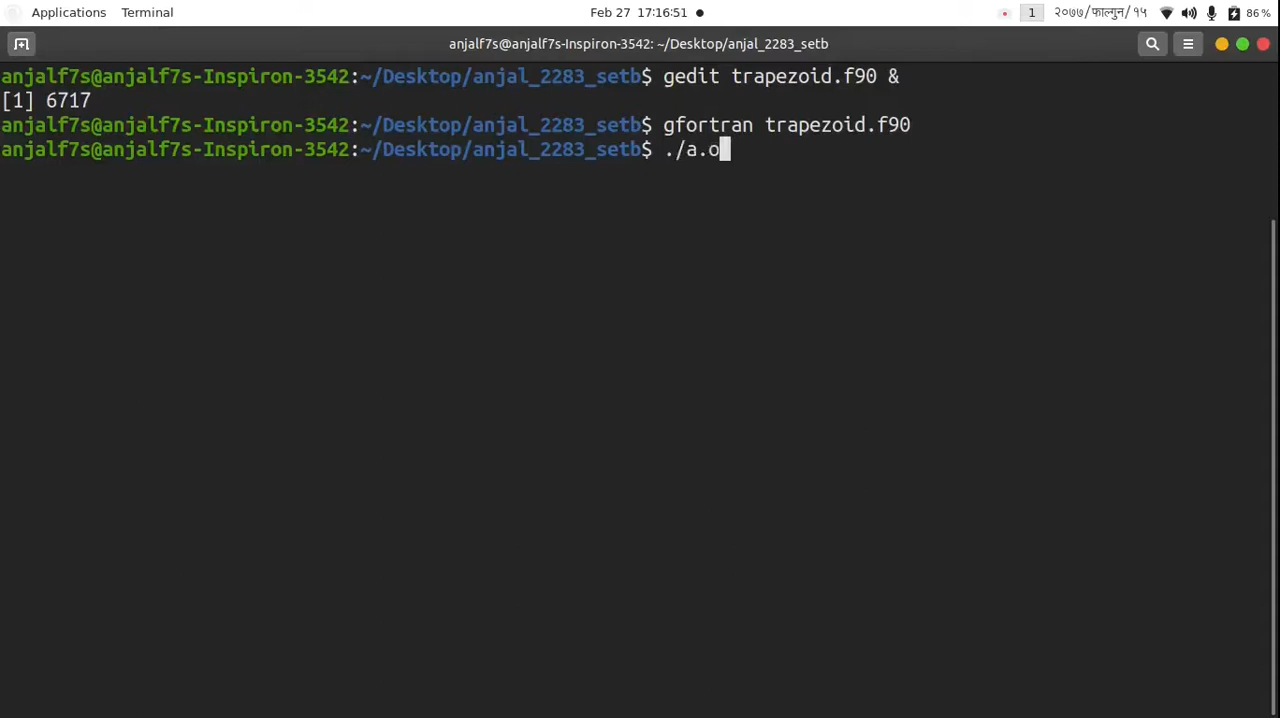 Applications Terminal Feb 27 17:16:51 1 २०७७/फाल्गुन/१५ 86%
anjalf7s@anjalf7s-Inspiron-3542: ~/Desktop/anjal_2283_setb
anjalf7s@anjalf7s-Inspiron-3542:~/Desktop/anjal_2283_setb$ gedit trapezoid.f90 &
[1] 6717
anjalf7s@anjalf7s-Inspiron-3542:~/Desktop/anjal_2283_setb$ gfortran trapezoid.f90
anjalf7s@anjalf7s-Inspiron-3542:~/Desktop/anjal_2283_setb$ ./a.o